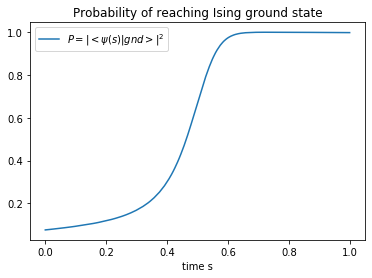 Probability of reaching Ising ground state
P = |<ψ(s)|gnd>|²
1.0
0.8
0.6
0.4
0.2
0.0 0.2 0.4 0.6 0.8 1.0
time s